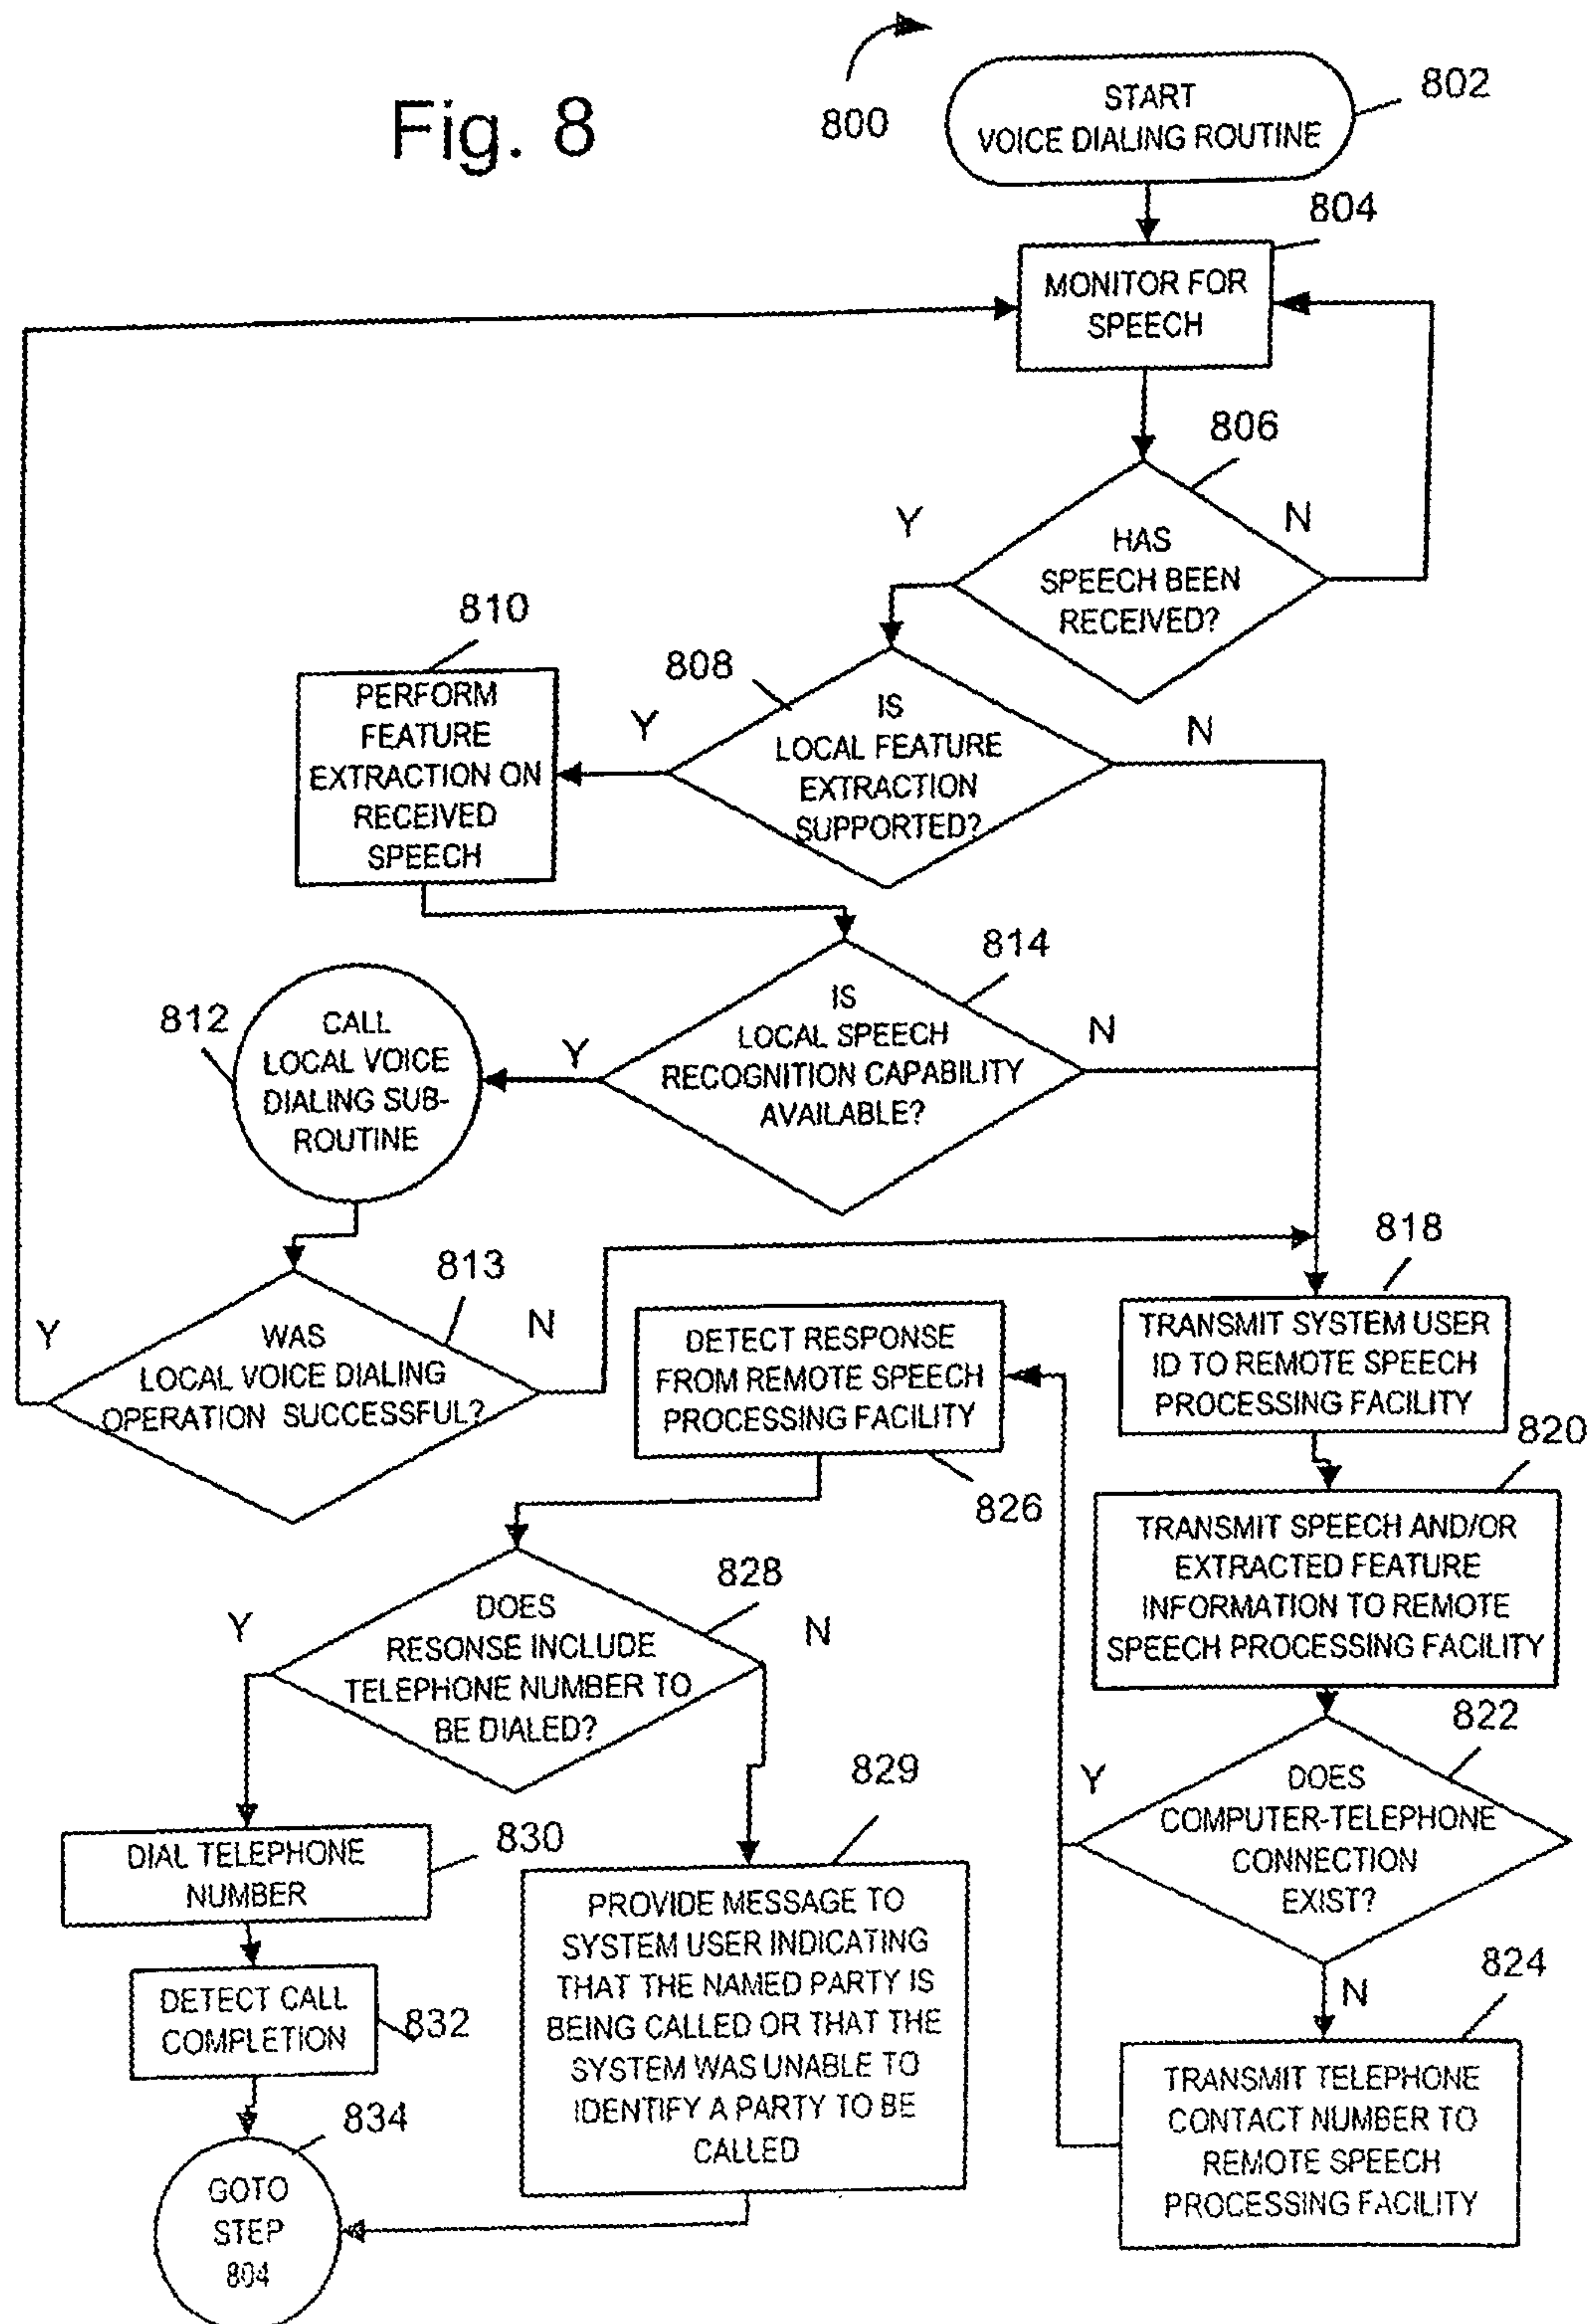 Fig. 8
800
START
VOICE DIALING ROUTINE
802
804
MONITOR FOR
SPEECH
806
Y
N
HAS
SPEECH BEEN
RECEIVED?
810
PERFORM
FEATURE
EXTRACTION ON
RECEIVED
SPEECH
808
Y
N
IS
LOCAL FEATURE
EXTRACTION
SUPPORTED?
814
Y
N
IS
LOCAL SPEECH
RECOGNITION CAPABILITY
AVAILABLE?
812
CALL
LOCAL VOICE
DIALING SUB-
ROUTINE
813
Y
N
WAS
LOCAL VOICE DIALING
OPERATION SUCCESSFUL?
818
TRANSMIT SYSTEM USER
ID TO REMOTE SPEECH
PROCESSING FACILITY
820
TRANSMIT SPEECH AND/OR
EXTRACTED FEATURE
INFORMATION TO REMOTE
SPEECH PROCESSING FACILITY
822
Y
DOES
COMPUTER-TELEPHONE
CONNECTION
EXIST?
N
824
TRANSMIT TELEPHONE
CONTACT NUMBER TO
REMOTE SPEECH
PROCESSING FACILITY
DETECT RESPONSE
FROM REMOTE SPEECH
PROCESSING FACILITY
826
828
Y
N
DOES
RESONSE INCLUDE
TELEPHONE NUMBER TO
BE DIALED?
829
PROVIDE MESSAGE TO
SYSTEM USER INDICATING
THAT THE NAMED PARTY IS
BEING CALLED OR THAT THE
SYSTEM WAS UNABLE TO
IDENTIFY A PARTY TO BE
CALLED
830
DIAL TELEPHONE
NUMBER
832
DETECT CALL
COMPLETION
834
GOTO
STEP
804